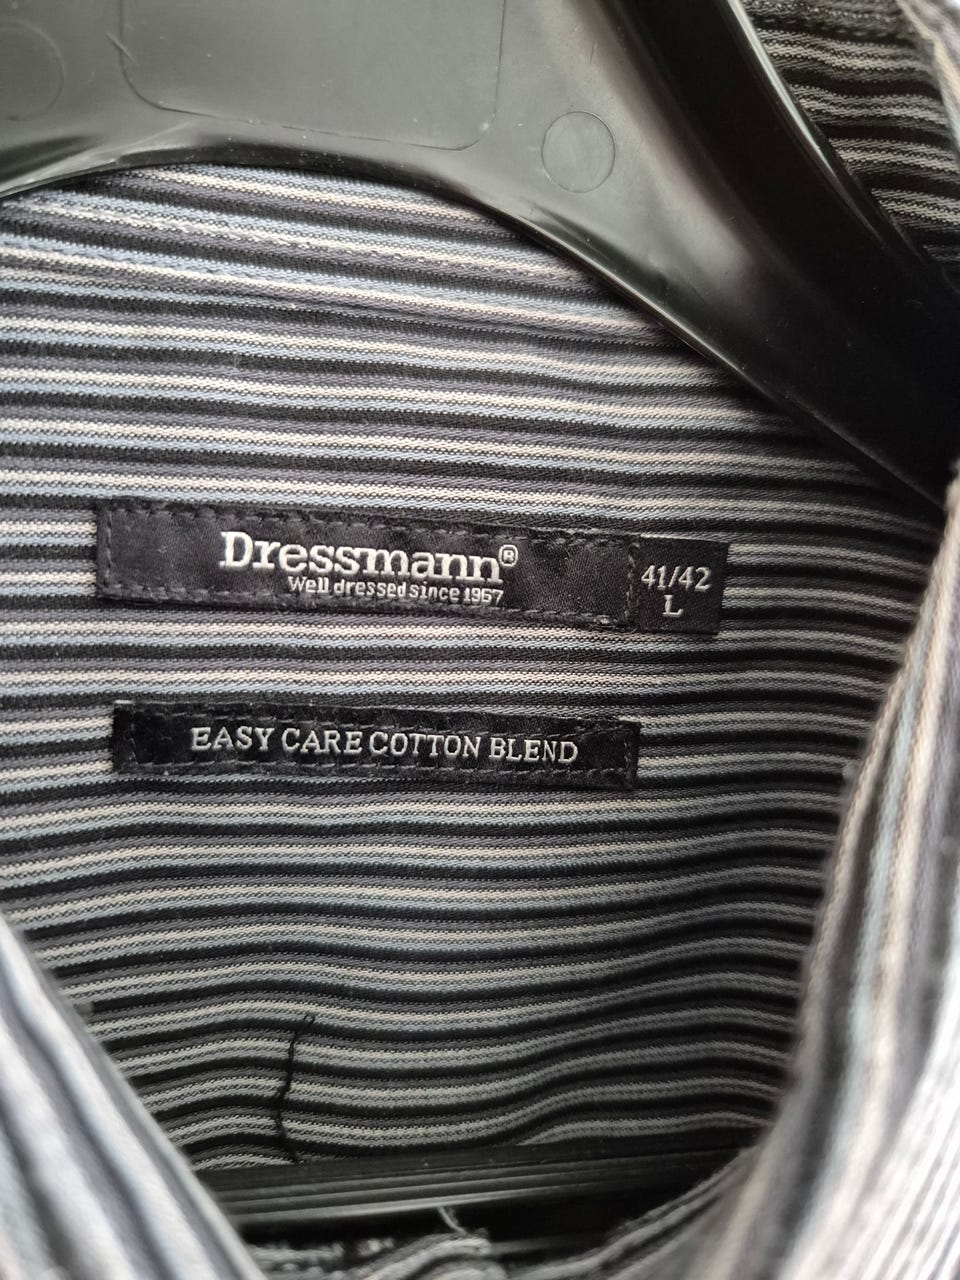 Dressmann®
Well dressed since 1967
41/42
L
EASY CARE COTTON BLEND